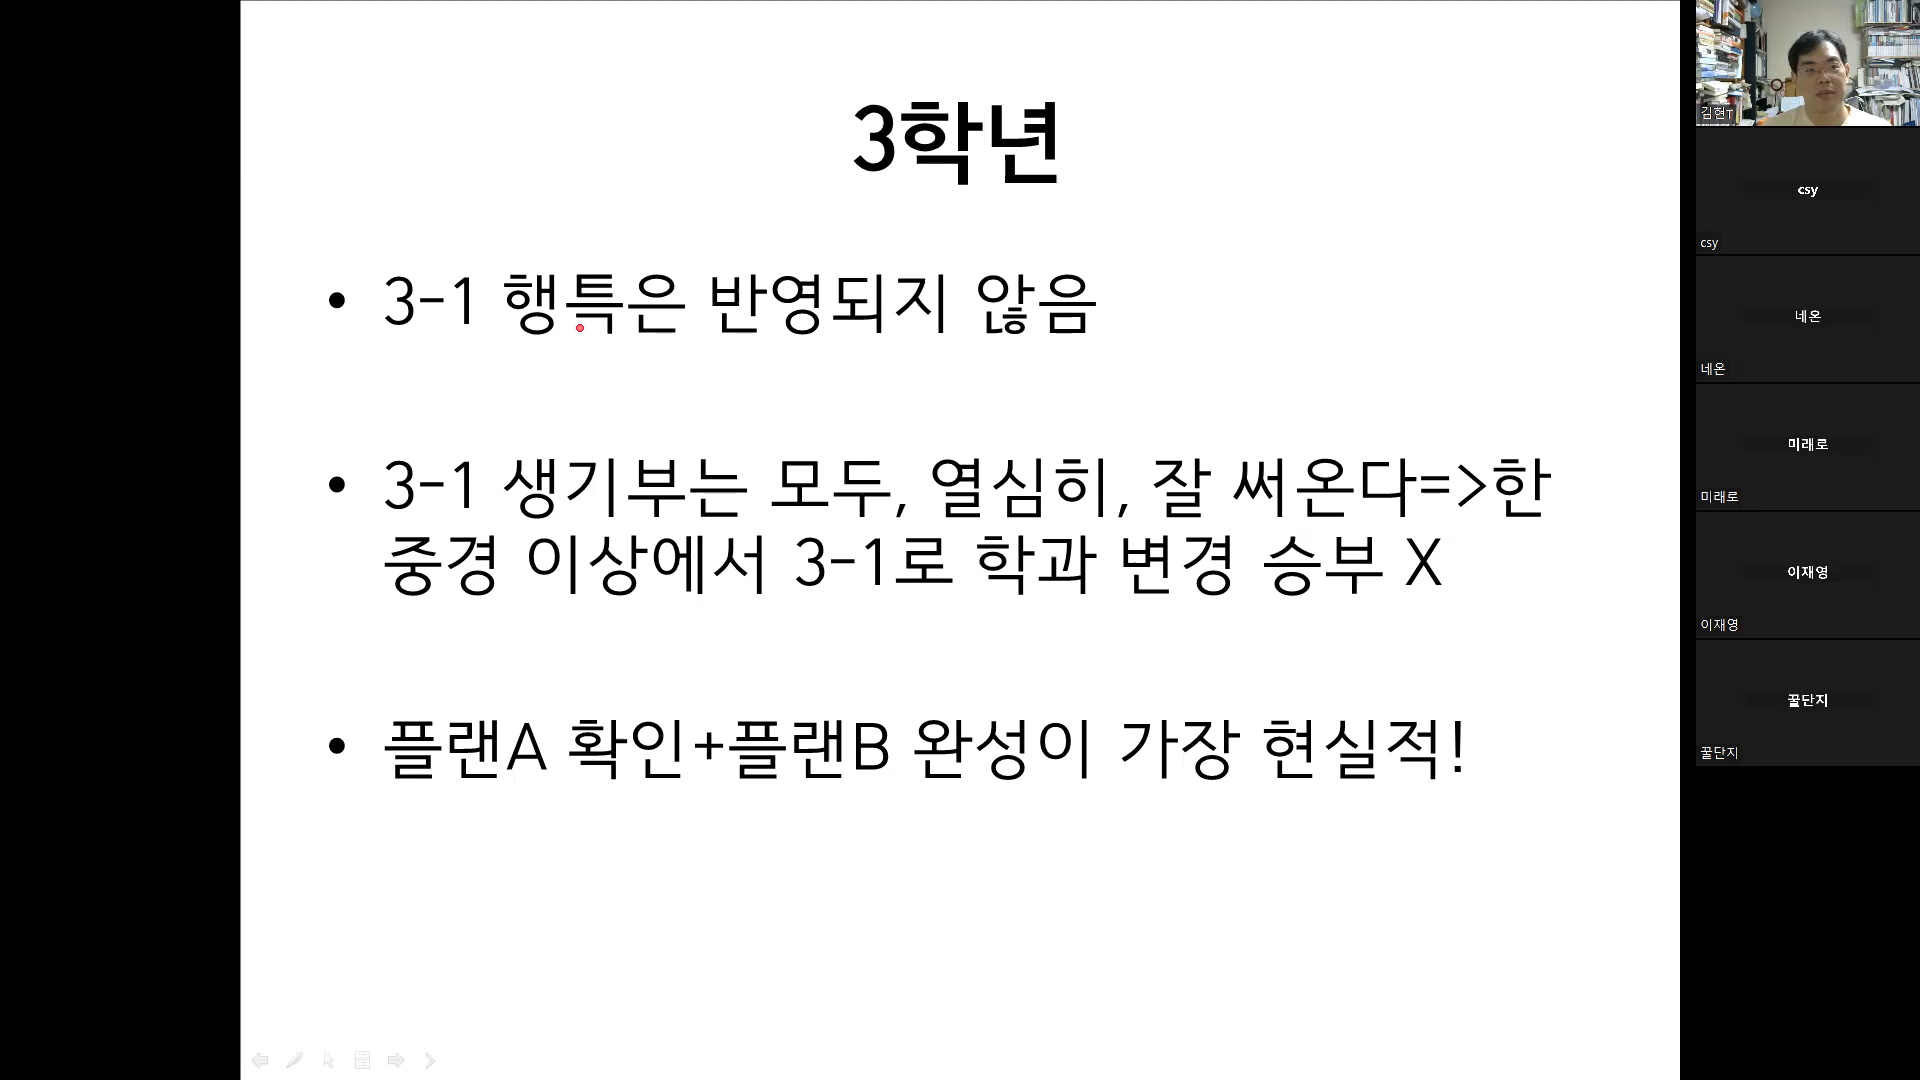 3학년
• 3-1 행특은 반영되지 않음
• 3-1 생기부는 모두, 열심히, 잘 써온다=>한
중경 이상에서 3-1로 학과 변경 승부 X
• 플랜A 확인+플랜B 완성이 가장 현실적!
김현T
csy
csy
네온
네온
미래로
미래로
이재영
이재영
꿀단지
꿀단지